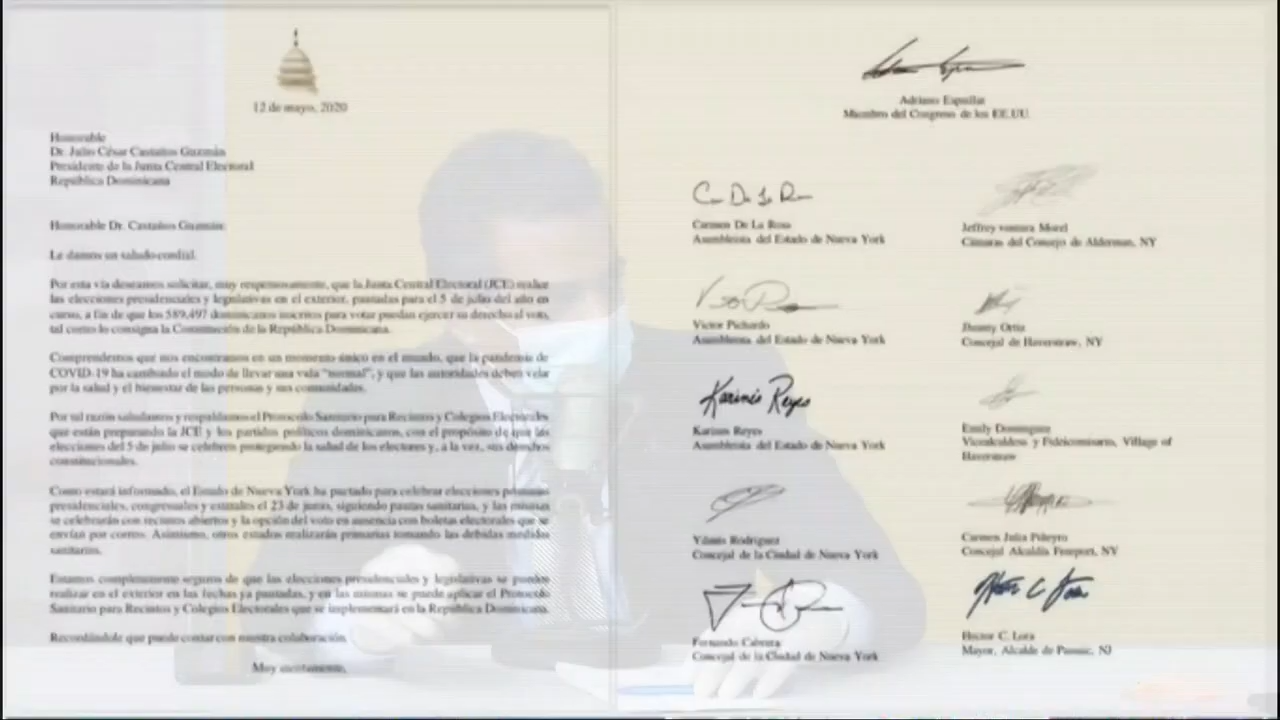 12 de mayo, 2020
Honorable
Dr. Julio César Castaños Guzmán
Presidente de la Junta Central Electoral
República Dominicana
Honorable Dr. Castaños Guzmán:
Le damos un saludo cordial.
Por esta vía deseamos solicitar, muy respetuosamente, que la Junta Central Electoral (JCE) realice
las elecciones presidenciales y legislativas en el exterior, pautadas para el 5 de julio del año en
curso, a fin de que los 589,497 dominicanos inscritos para votar puedan ejercer su derecho al voto,
tal como lo consigna la Constitución de la República Dominicana.
Comprendemos que nos encontramos en un momento único en el mundo, que la pandemia de
COVID-19 ha cambiado el modo de llevar una vida "normal", y que las autoridades deben velar
por la salud y el bienestar de las personas y sus comunidades.
Por tal razón saludamos y respaldamos el Protocolo Sanitario para Recintos y Colegios Electorales
que están preparando la JCE y los partidos políticos dominicanos, con el propósito de que las
elecciones del 5 de julio se celebren protegiendo la salud de los electores y, a la vez, sus derechos
constitucionales.
Como estará informado, el Estado de Nueva York ha pactado para celebrar elecciones primarias
presidenciales, congresuales y estatales el 23 de junio, siguiendo pautas sanitarias, y las mismas
se celebrarán con recintos abiertos y la opción del voto en ausencia con boletas electorales que se
envían por correo. Asimismo, otros estados realizarán primarias tomando las debidas medidas
sanitarias.
Estamos completamente seguros de que las elecciones presidenciales y legislativas se pueden
realizar en el exterior en las fechas ya pautadas, y en las mismas se puede aplicar el Protocolo
Sanitario para Recintos y Colegios Electorales que se implementará en la República Dominicana.
Recordándole que puede contar con nuestra colaboración.
Muy atentamente,
Adriano Espaillat
Miembro del Congreso de los EE.UU.
Carmen De La Rosa
Asambleista del Estado de Nueva York
Jeffrey ventura Morel
Cámaras del Consejo de Alderman, NY
Victor Pichardo
Asambleista del Estado de Nueva York
Jhonny Ortiz
Concejal de Haverstraw, NY
Karinés Reyes
Karines Reyes
Asambleista del Estado de Nueva York
Emily Dominguez
Vicealcaldesa y Fideicomisario, Village of
Haverstraw
Ydanis Rodriguez
Concejal de la Ciudad de Nueva York
Carmen Julia Piñeyro
Concejal Alcaldía Freeport, NY
Fernando Cabrera
Concejal de la Ciudad de Nueva York
Hector C. Lora
Mayor, Alcalde de Passaic, NJ